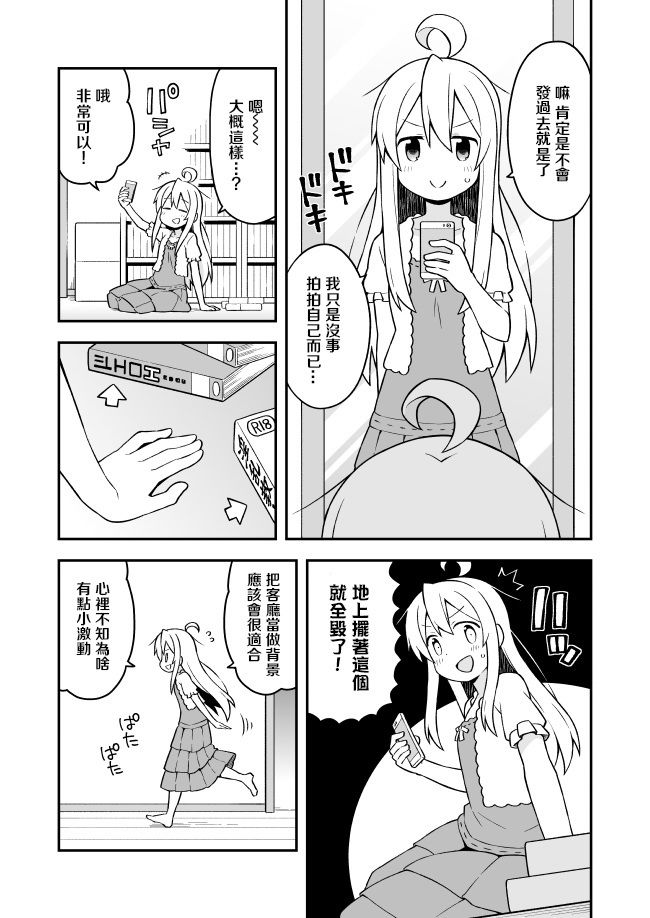 嘛 肯定是不會
發過去就是了
ドキ
ドキ
我只是沒事
拍拍自己而已…
嗯~~~
大概這樣…?
パシャ
哦
非常可以!
R18
地上擺著這個
就全毀了!
把客廳當做背景
應該會很適合
心裡不知為啥
有點小激動
ぱた
ぱた